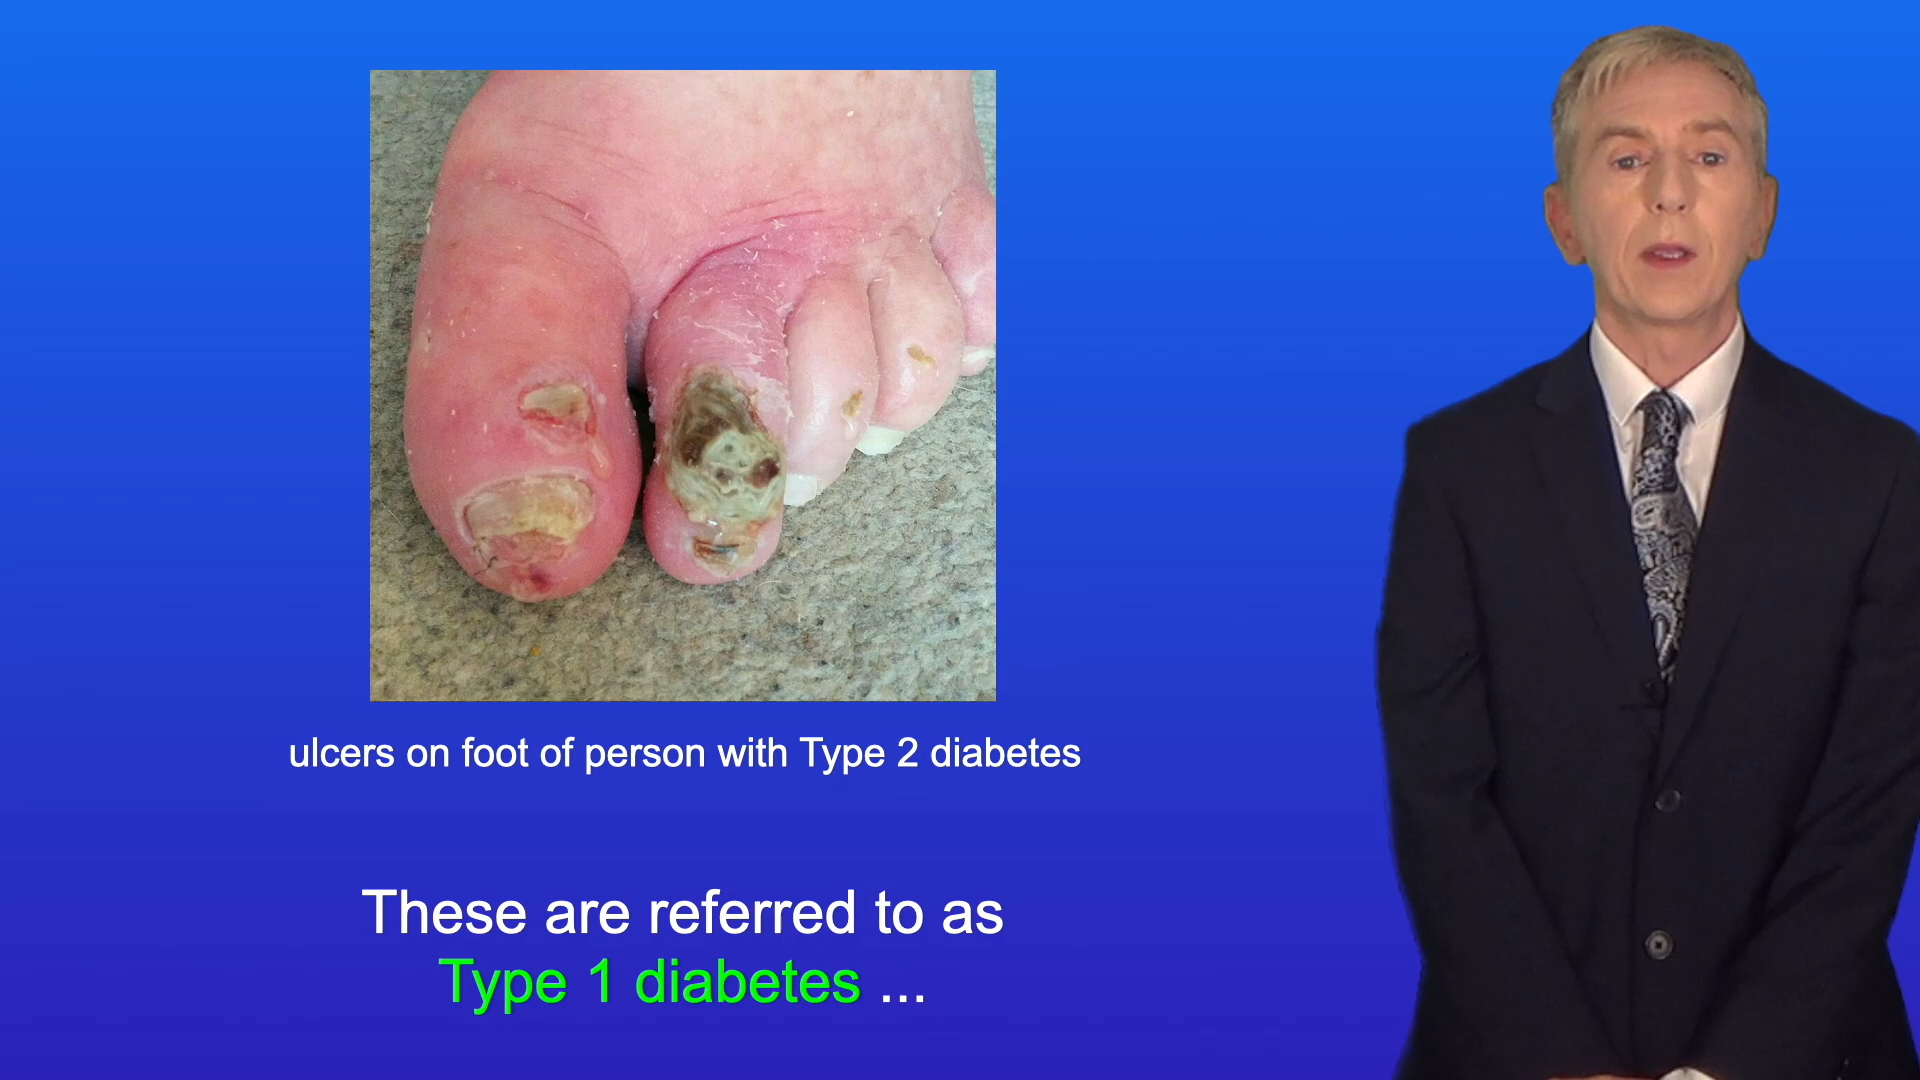 ulcers on foot of person with Type 2 diabetes
These are referred to as
Type 1 diabetes ...